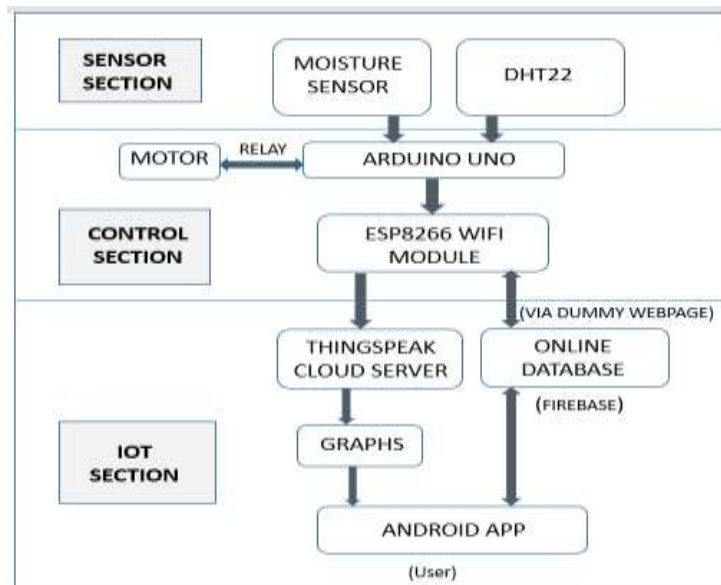 SENSOR
SECTION
MOISTURE
SENSOR
DHT22
MOTOR
RELAY
ARDUINO UNO
CONTROL
SECTION
ESP8266 WIFI
MODULE
(VIA DUMMY WEBPAGE)
THINGSPEAK
CLOUD SERVER
ONLINE
DATABASE
(FIREBASE)
IOT
SECTION
GRAPHS
ANDROID APP
(User)